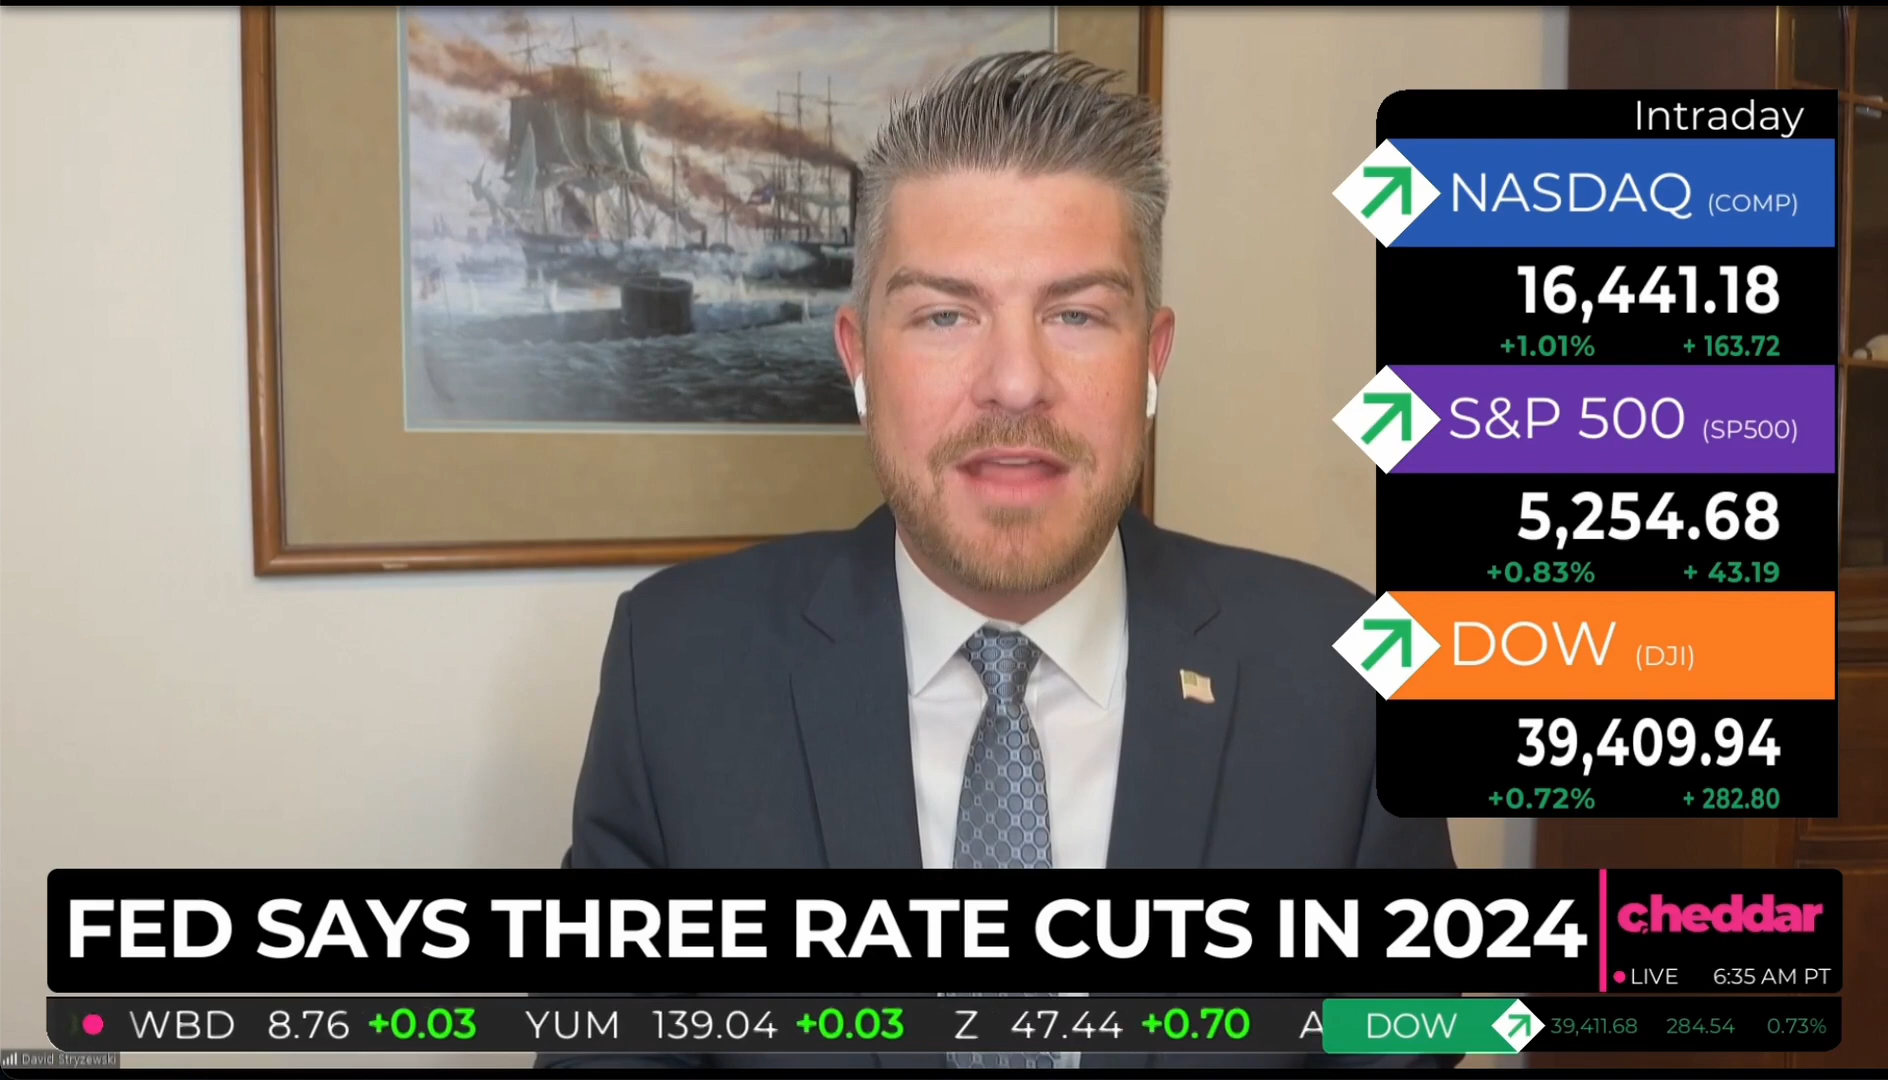 Intraday
NASDAQ (COMP)
16,441.18
+1.01% + 163.72
S&P 500 (SP500)
5,254.68
+0.83% + 43.19
DOW (DJI)
39,409.94
+0.72% + 282.80
FED SAYS THREE RATE CUTS IN 2024
cheddar
LIVE 6:35 AM PT
WBD 8.76 +0.03 YUM 139.04 +0.03 Z 47.44 +0.70 A DOW 39,411.68 284.54 0.73%
David Stryzewski